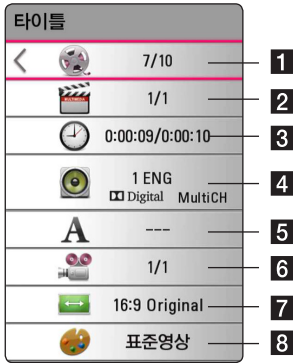 타이틀
7/10 1
MULTIMEDIA
1/1 2
0:00:09/0:00:10 3
1 ENG
Digital MultiCH 4
A --- 5
1/1 6
16:9 Original 7
표준영상 8